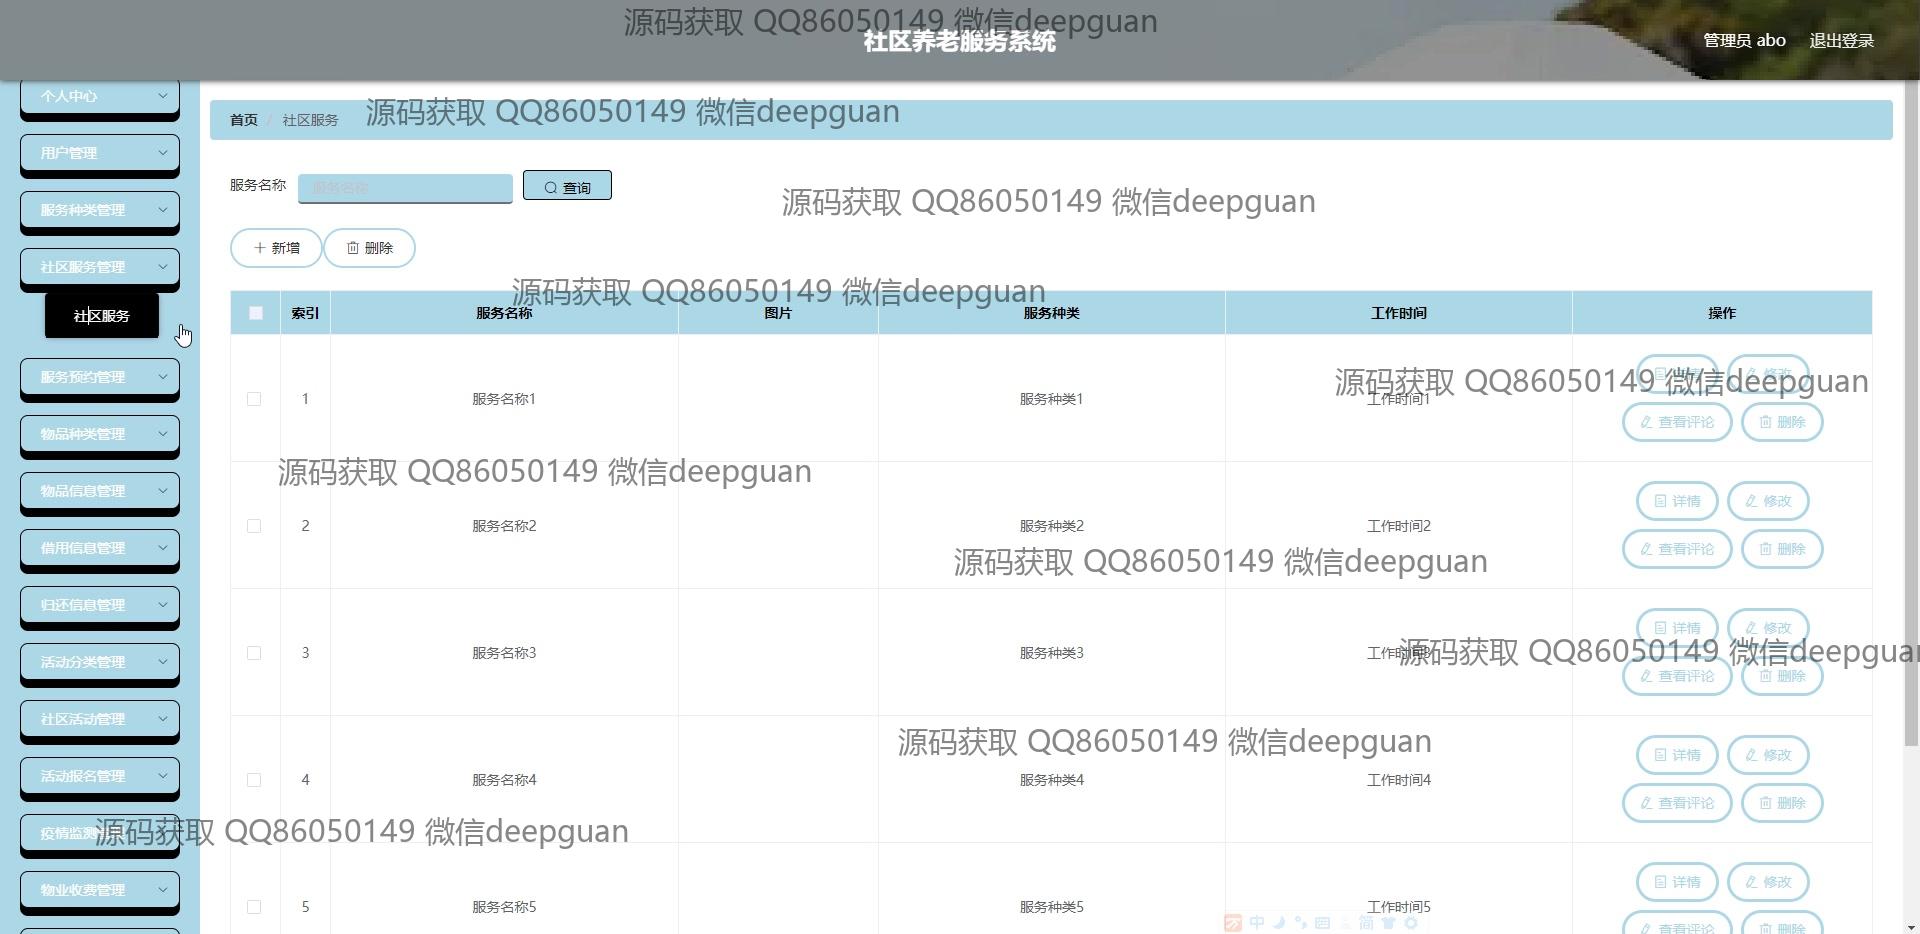 源码获取 QQ86050149 微信deepguan
社区养老服务系统
管理员 abo 退出登录
个人中心
用户管理
服务种类管理
社区服务管理
社区服务
服务预约管理
物品种类管理
物品信息管理
借用信息管理
归还信息管理
活动分类管理
社区活动管理
活动报名管理
疫情监测
物业收费管理
首页 / 社区服务
源码获取 QQ86050149 微信deepguan
服务名称 服务名称 查询
源码获取 QQ86050149 微信deepguan
新增 删除
源码获取 QQ86050149 微信deepguan
索引 服务名称 图片 服务种类 工作时间 操作
源码获取 QQ86050149 微信deepguan
1 服务名称1 服务种类1 工作时间1 详情 修改
查看评论 删除
源码获取 QQ86050149 微信deepguan
2 服务名称2 服务种类2 工作时间2 详情 修改
查看评论 删除
源码获取 QQ86050149 微信deepguan
3 服务名称3 服务种类3 工作时间3 详情 修改
查看评论 删除
源码获取 QQ86050149 微信deepguan
源码获取 QQ86050149 微信deepguan
4 服务名称4 服务种类4 工作时间4 详情 修改
查看评论 删除
源码获取 QQ86050149 微信deepguan
5 服务名称5 服务种类5 工作时间5 详情 修改
查看评论 删除
中 简